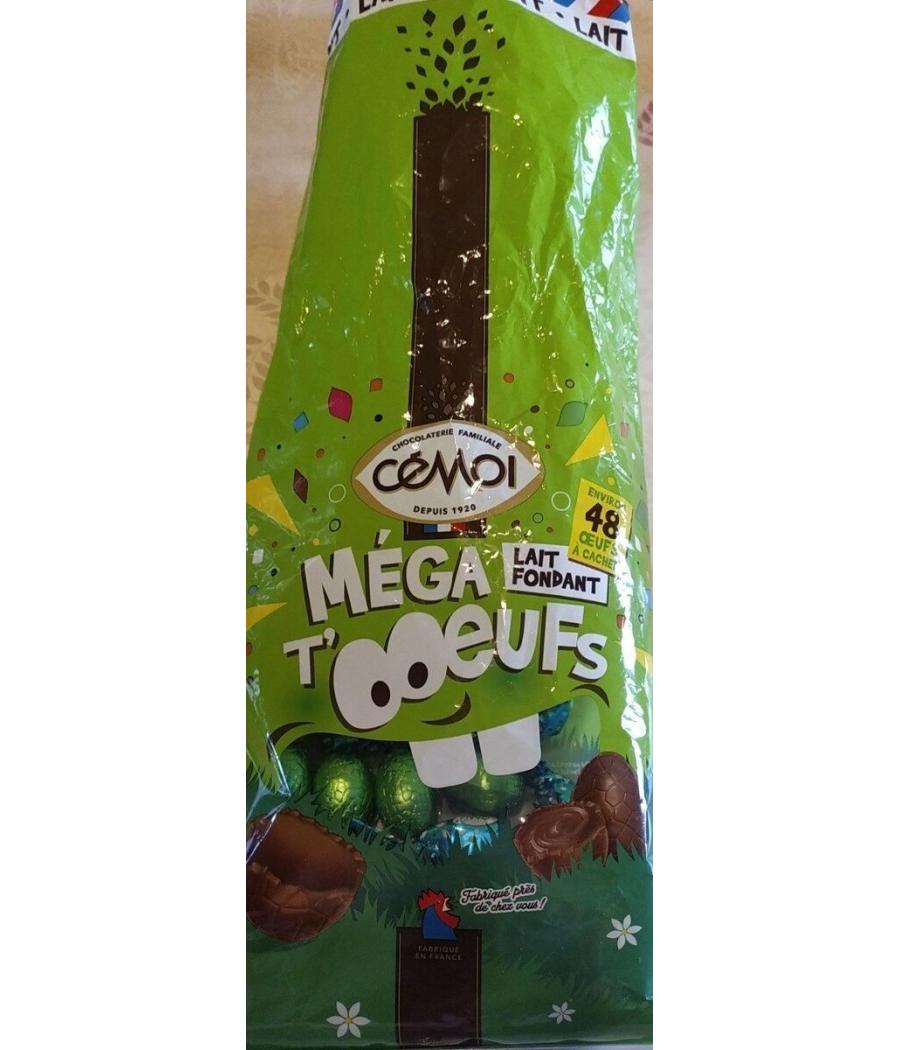 LAIT
CHOCOLATERIE FAMILIALE
CÉMOI
DEPUIS 1920
ENVIRON
48
ŒUFS
À CACHER
MÉGA
LAIT
FONDANT
T'OOOEUFS
Fabriqué près
de chez vous!
FABRIQUÉ
EN FRANCE